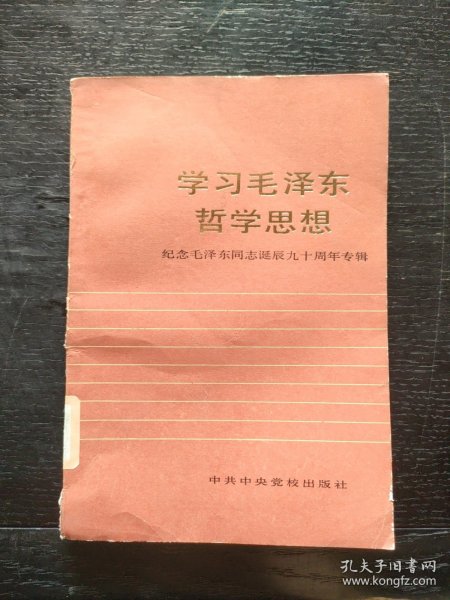 学习毛泽东
哲学思想
纪念毛泽东同志诞辰九十周年专辑
中共中央党校出版社
孔夫子旧书网
www.kongfz.com